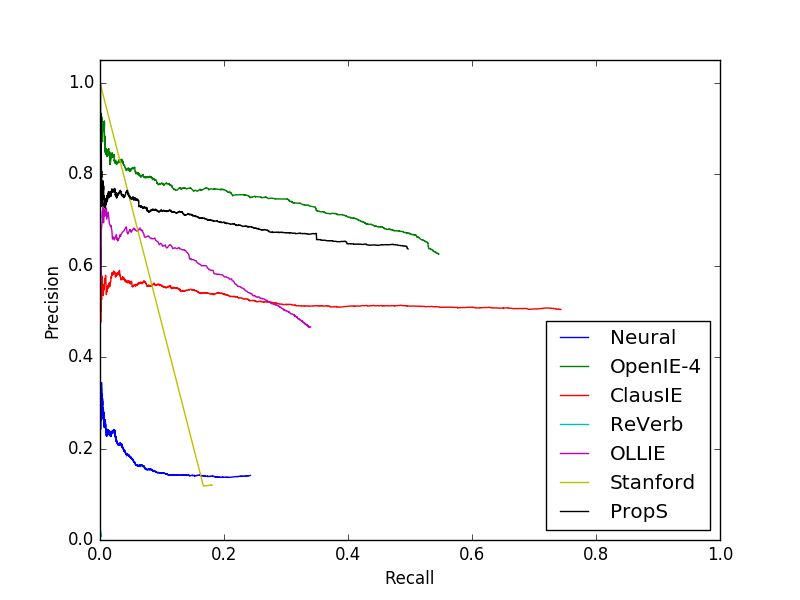 1.0
0.8
0.6
0.4
0.2
0.0
Precision
0.0 0.2 0.4 0.6 0.8 1.0
Recall
Neural
OpenIE-4
ClausIE
ReVerb
OLLIE
Stanford
PropS